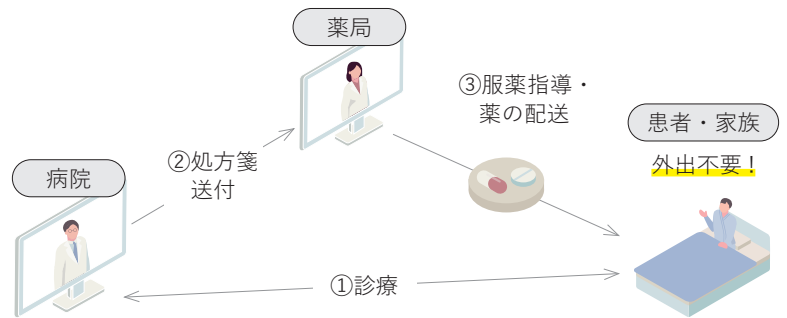 薬局
③服薬指導・
薬の配送
患者・家族
外出不要！
②処方箋
送付
病院
①診療